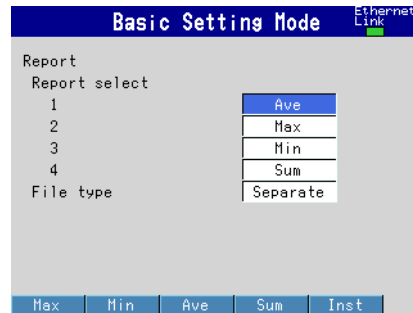 Basic Setting Mode
Ethernet
Link
Report
Report select
1 Ave
2 Max
3 Min
4 Sum
File type Separate
Max Min Ave Sum Inst